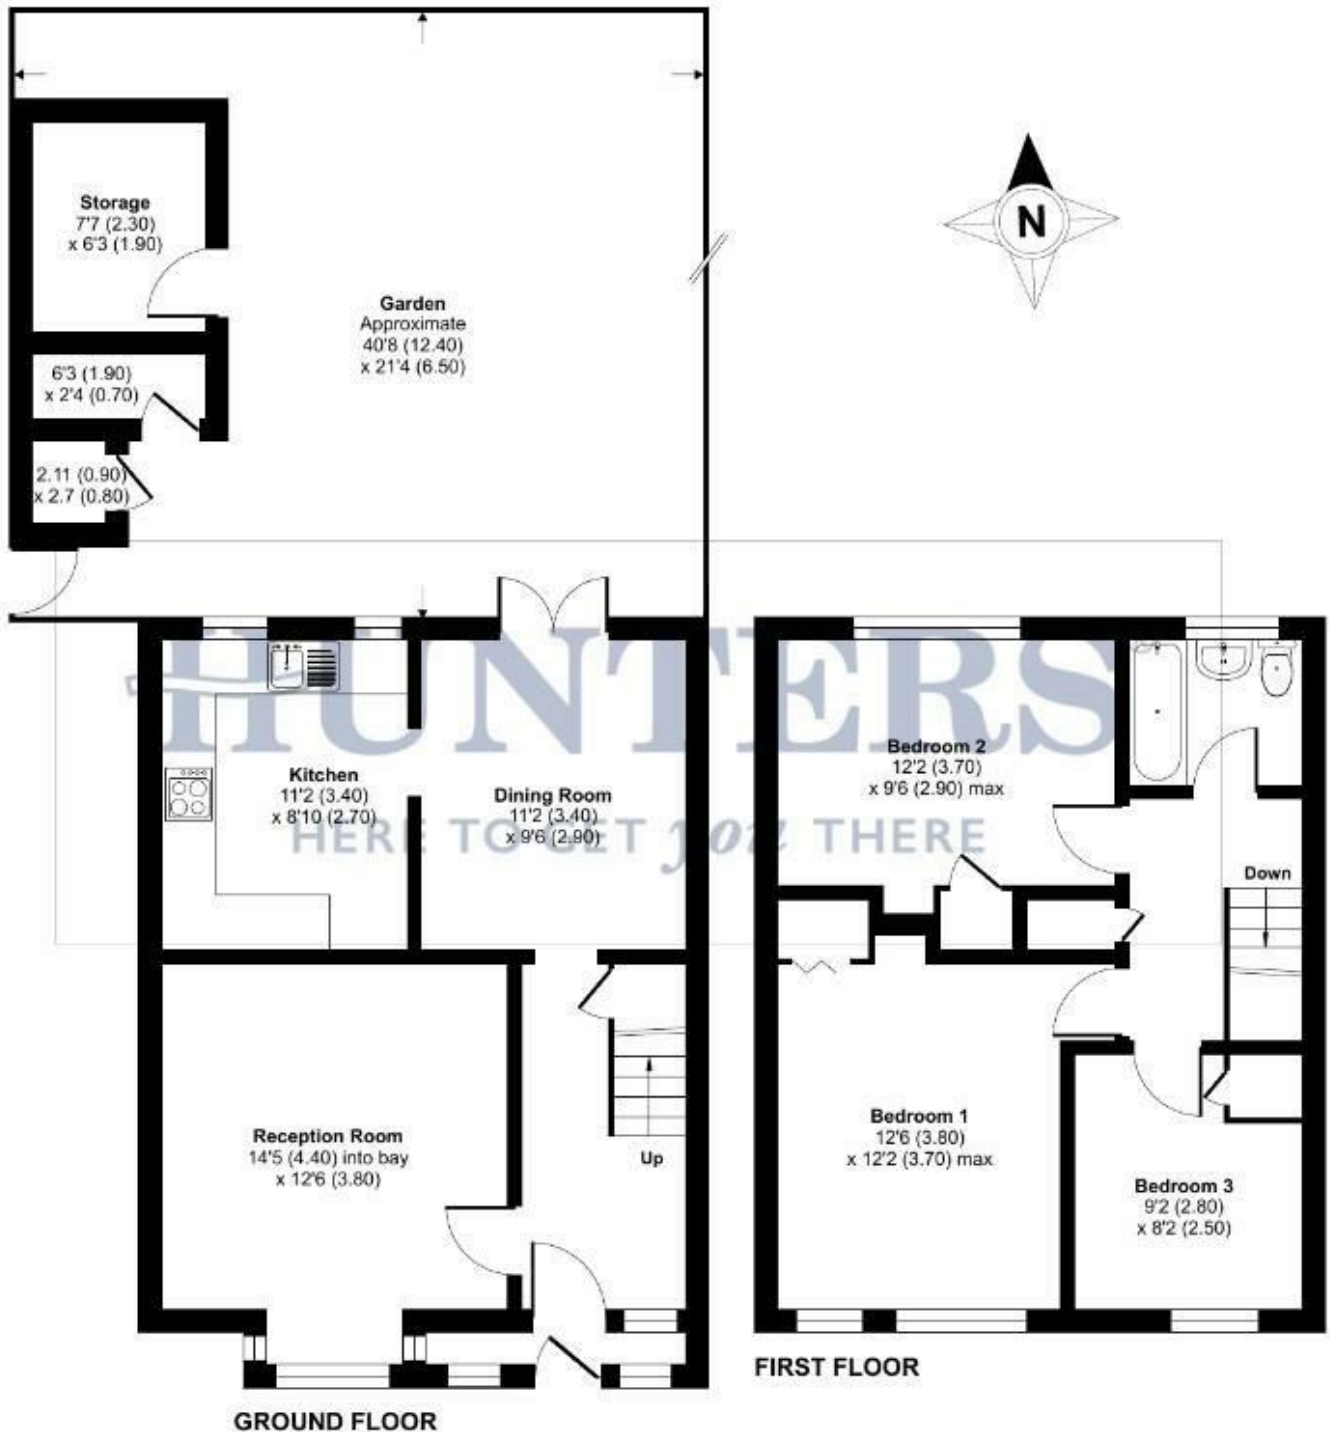 N
Storage
7'7 (2.30)
x 6'3 (1.90)
Garden
Approximate
40'8 (12.40)
x 21'4 (6.50)
6'3 (1.90)
x 2'4 (0.70)
2.11 (0.90)
x 2.7 (0.80)
HUNTERS
HERE TO GET you THERE
Kitchen
11'2 (3.40)
x 8'10 (2.70)
Dining Room
11'2 (3.40)
x 9'6 (2.90)
Reception Room
14'5 (4.40) into bay
x 12'6 (3.80)
Up
GROUND FLOOR
Bedroom 2
12'2 (3.70)
x 9'6 (2.90) max
Down
Bedroom 1
12'6 (3.80)
x 12'2 (3.70) max
Bedroom 3
9'2 (2.80)
x 8'2 (2.50)
FIRST FLOOR